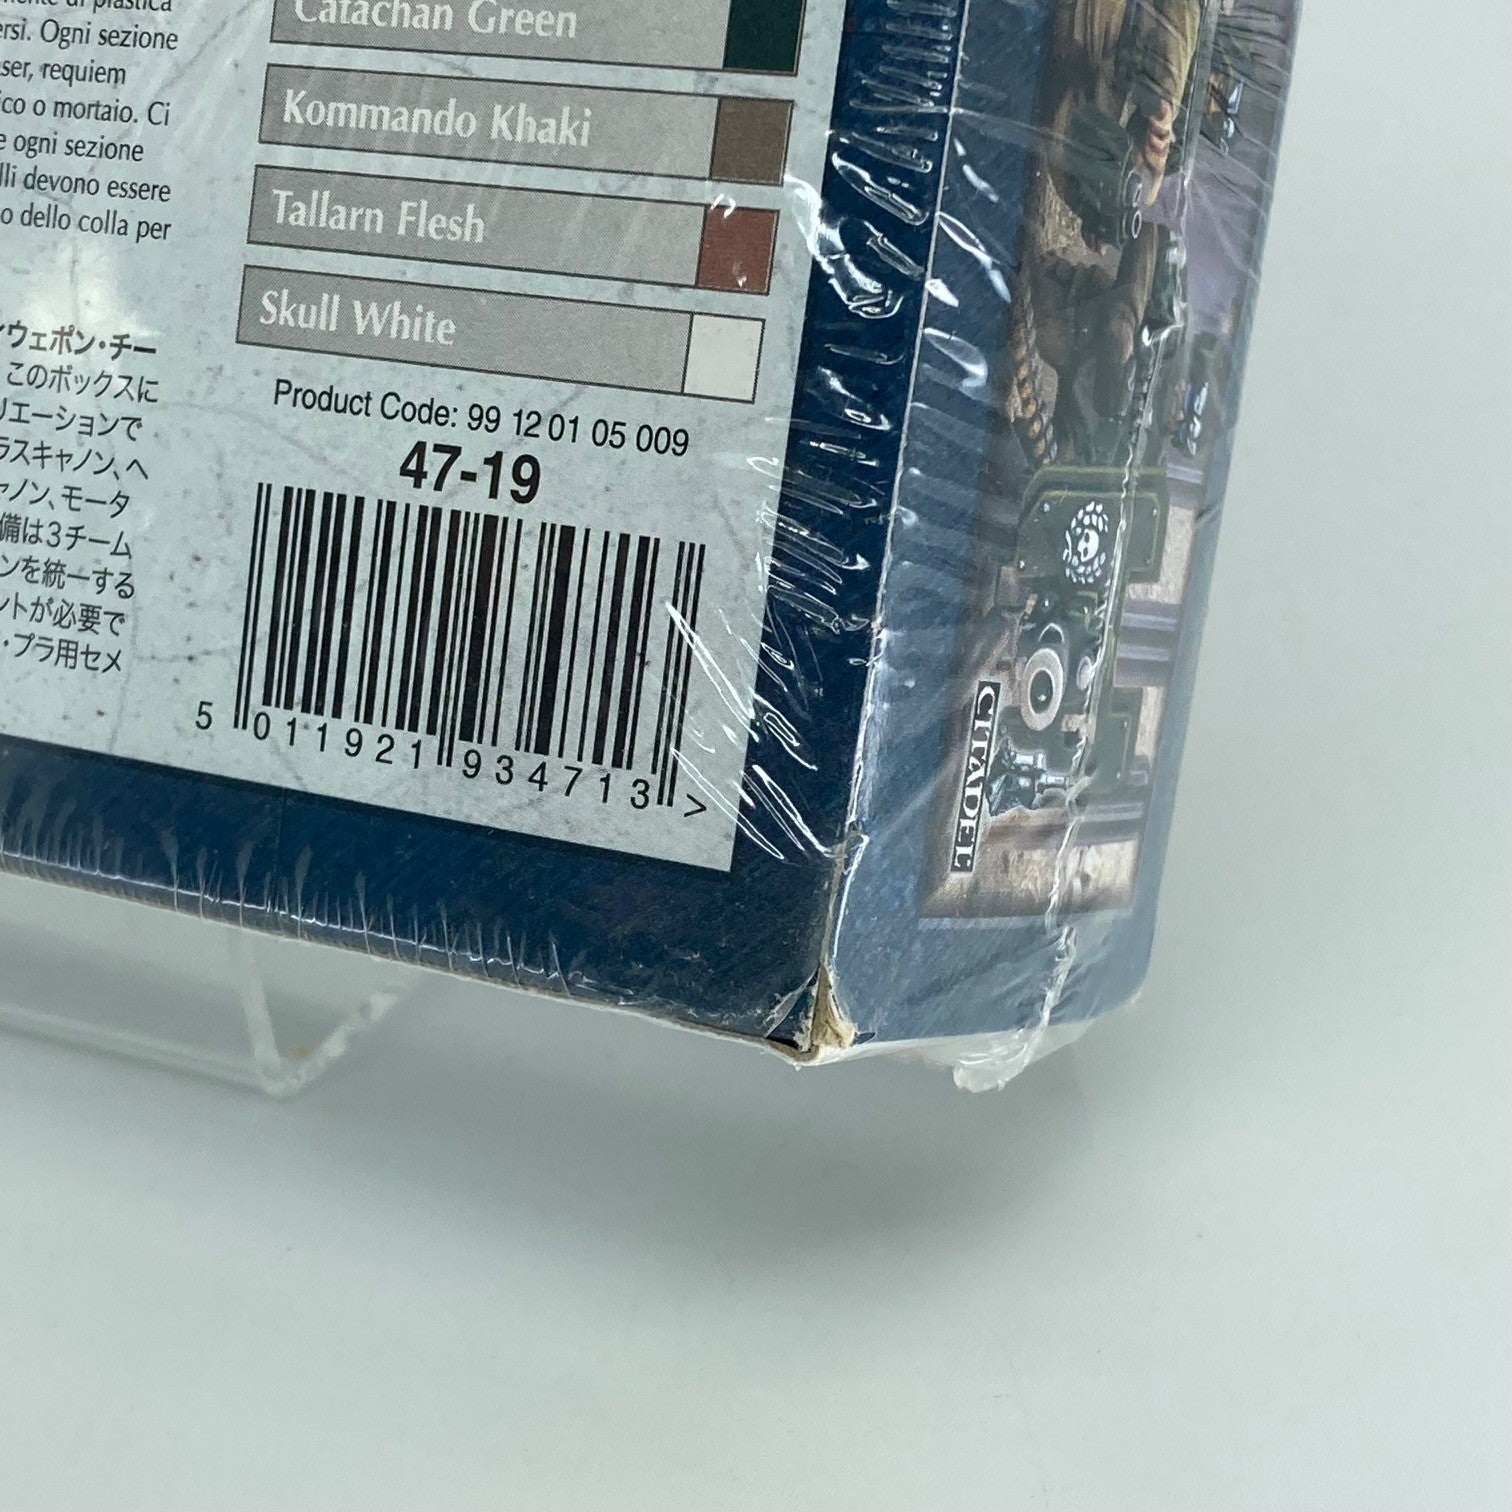 di plastica
ersi. Ogni sezione
ser, requiem
ico o mortaio. Ci
e ogni sezione
lli devono essere
o dello colla per
ウェポン・チー
このボックスに
リエーションで
ラスキャノン、ヘ
ャノン、モータ
備は3チーム
ンを統一する
ントが必要で
・プラ用セメ
Catachan Green
Kommando Khaki
Tallarn Flesh
Skull White
Product Code: 99 12 01 05 009
47-19
5 011921 934713 >
CITADEL